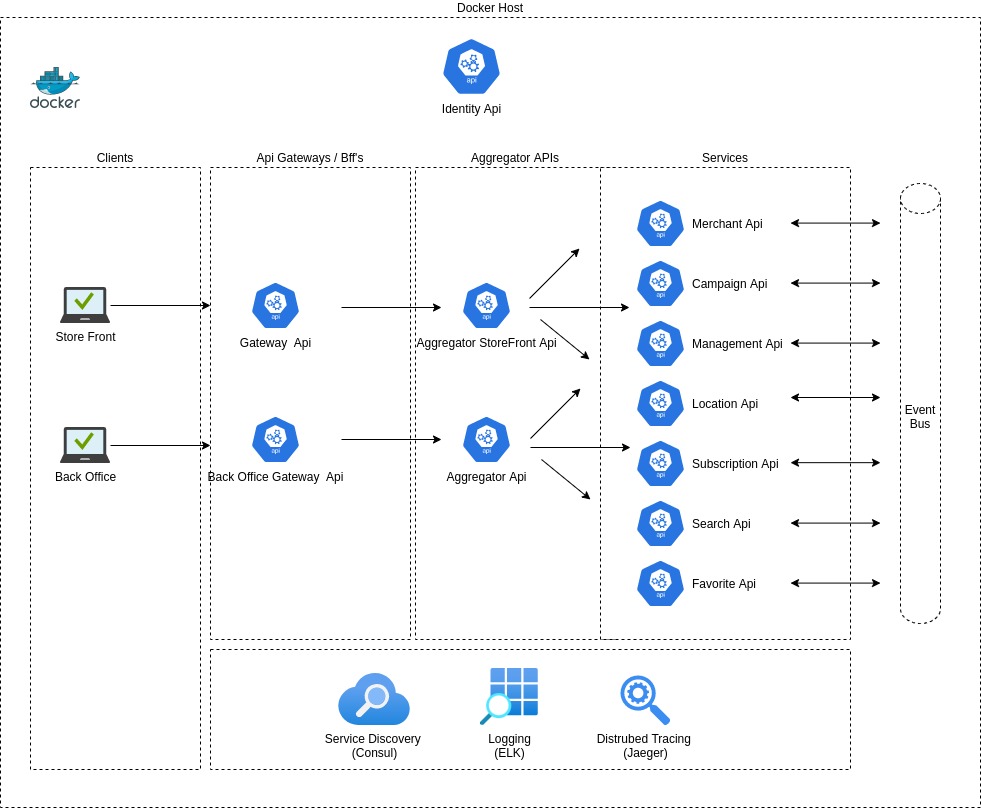 Docker Host
docker
api
Identity Api
Clients
Api Gateways / Bff's
Aggregator APIs
Services
api
Merchant Api
api
Campaign Api
Store Front
api
Gateway Api
api
Aggregator StoreFront Api
api
Management Api
api
Location Api
Event
Bus
Back Office
api
Back Office Gateway Api
api
Aggregator Api
api
Subscription Api
api
Search Api
api
Favorite Api
Service Discovery
(Consul)
Logging
(ELK)
Distrubed Tracing
(Jaeger)